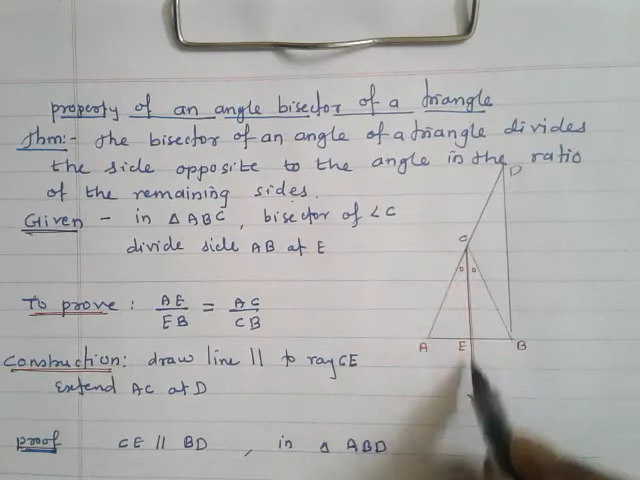 property of an angle bisector of a triangle
Thm:- The bisector of an angle of a triangle divides
the side opposite to the angle in the ratio
of the remaining sides.
Given - in △ ABC, bisector of ∠C
divide side AB at E
To prove : AE/EB = AC/CB
Construction: draw line || to ray CE
Extend AC at D
proof CE || BD , in △ ABD
D
C
A E B